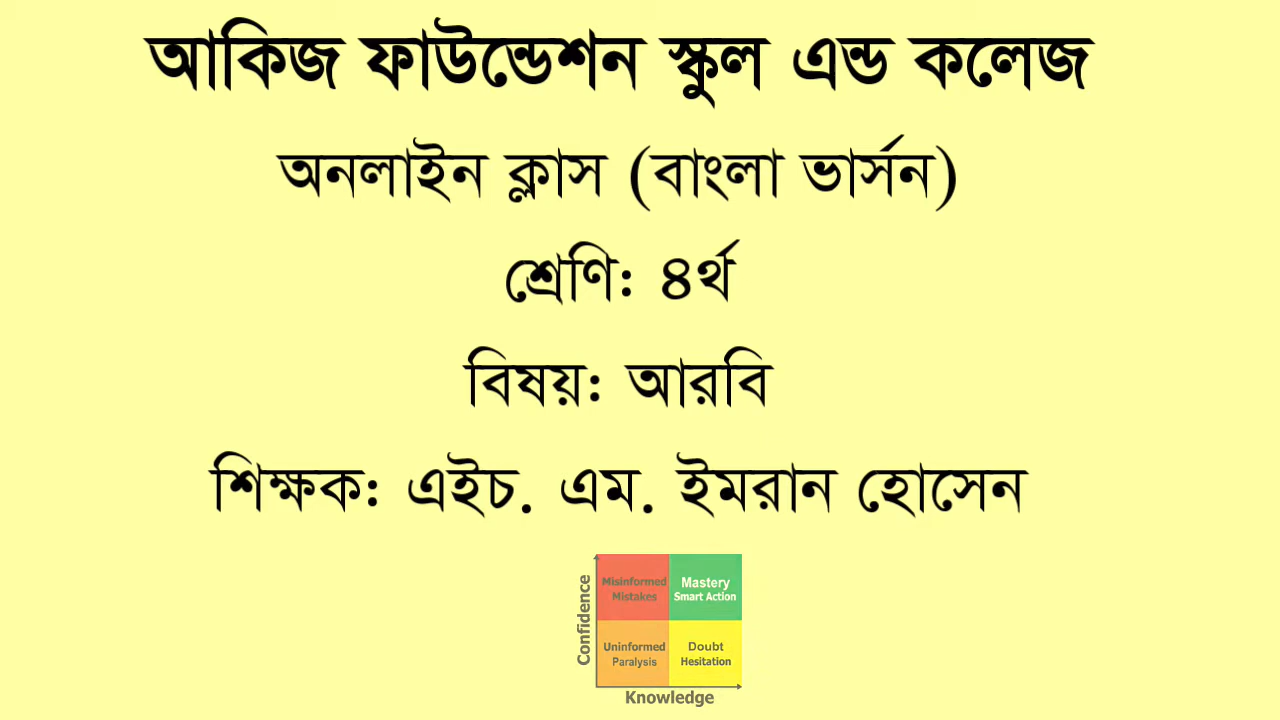 আকিজ ফাউন্ডেশন স্কুল এন্ড কলেজ
অনলাইন ক্লাস (বাংলা ভার্সন)
শ্রেণি: ৪র্থ
বিষয়: আরবি
শিক্ষক: এইচ. এম. ইমরান হোসেন
Confidence
Misinformed
Mistakes
Mastery
Smart Action
Uninformed
Paralysis
Doubt
Hesitation
Knowledge